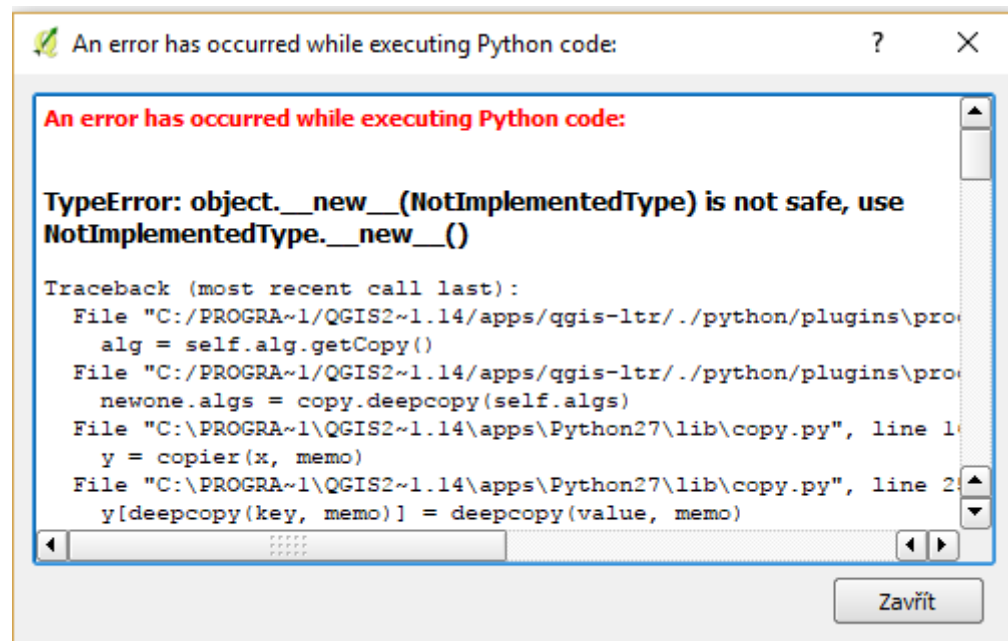 An error has occurred while executing Python code:
?
An error has occurred while executing Python code:
TypeError: object.__new__(NotImplementedType) is not safe, use
NotImplementedType.__new__()
Traceback (most recent call last):
  File "C:/PROGRA~1/QGIS2~1.14/apps/qgis-ltr/./python/plugins\pro
    alg = self.alg.getCopy()
  File "C:/PROGRA~1/QGIS2~1.14/apps/qgis-ltr/./python/plugins\pro
    newone.algs = copy.deepcopy(self.algs)
  File "C:\PROGRA~1\QGIS2~1.14\apps\Python27\lib\copy.py", line 1
    y = copier(x, memo)
  File "C:\PROGRA~1\QGIS2~1.14\apps\Python27\lib\copy.py", line 2
    y[deepcopy(key, memo)] = deepcopy(value, memo)
Zavřít